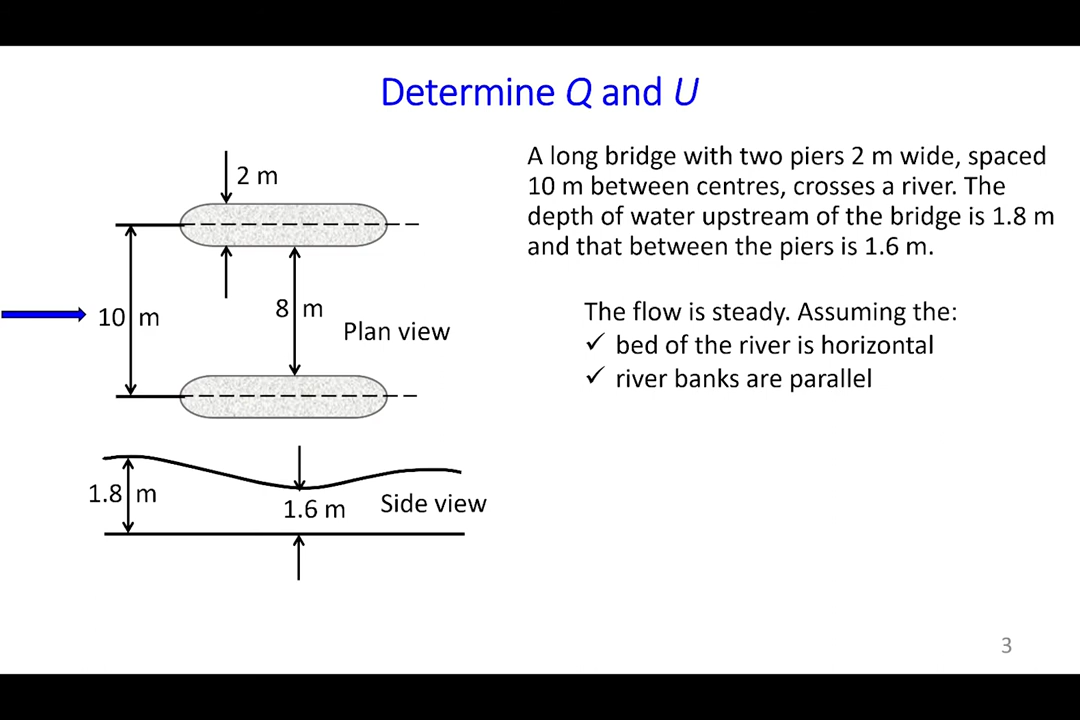 Determine Q and U
2 m
10 m
8 m
Plan view
1.8 m
1.6 m
Side view
A long bridge with two piers 2 m wide, spaced
10 m between centres, crosses a river. The
depth of water upstream of the bridge is 1.8 m
and that between the piers is 1.6 m.
The flow is steady. Assuming the:
✓ bed of the river is horizontal
✓ river banks are parallel
3